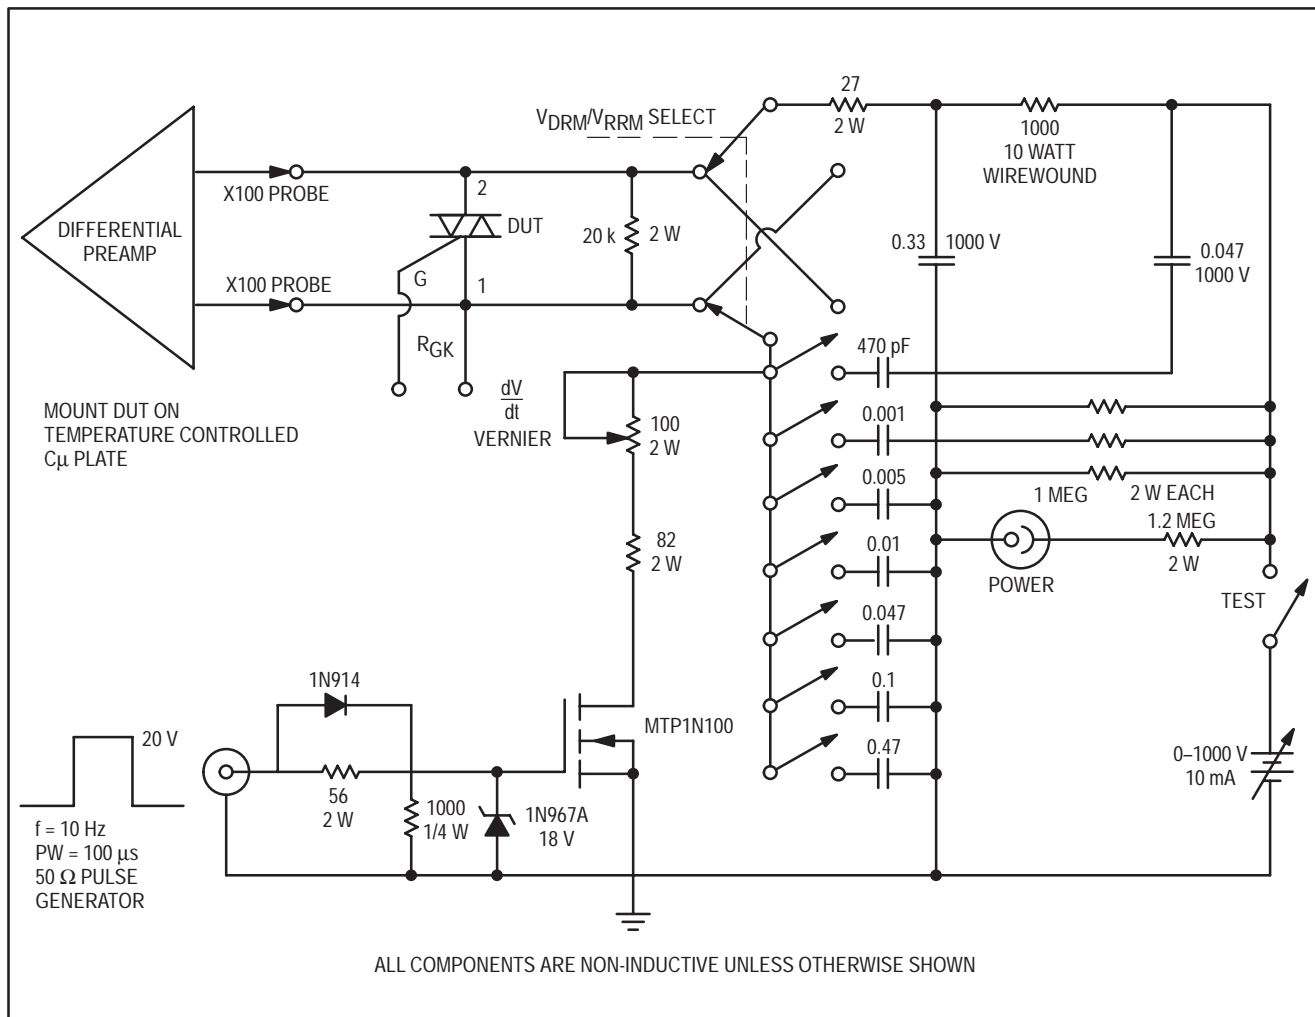 27
2 W
VDRM/VRRM SELECT
1000
10 WATT
WIREWOUND
X100 PROBE
2
DIFFERENTIAL
PREAMP
DUT
20 k
2 W
0.33
1000 V
0.047
1000 V
G
1
X100 PROBE
RGK
470 pF
dV
dt
VERNIER
100
2 W
0.001
MOUNT DUT ON
TEMPERATURE CONTROLLED
Cμ PLATE
0.005
1 MEG
2 W EACH
1.2 MEG
2 W
82
2 W
0.01
POWER
TEST
0.047
1N914
0.1
MTP1N100
20 V
0.47
0–1000 V
10 mA
56
2 W
1000
1/4 W
1N967A
18 V
f = 10 Hz
PW = 100 μs
50 Ω PULSE
GENERATOR
ALL COMPONENTS ARE NON-INDUCTIVE UNLESS OTHERWISE SHOWN